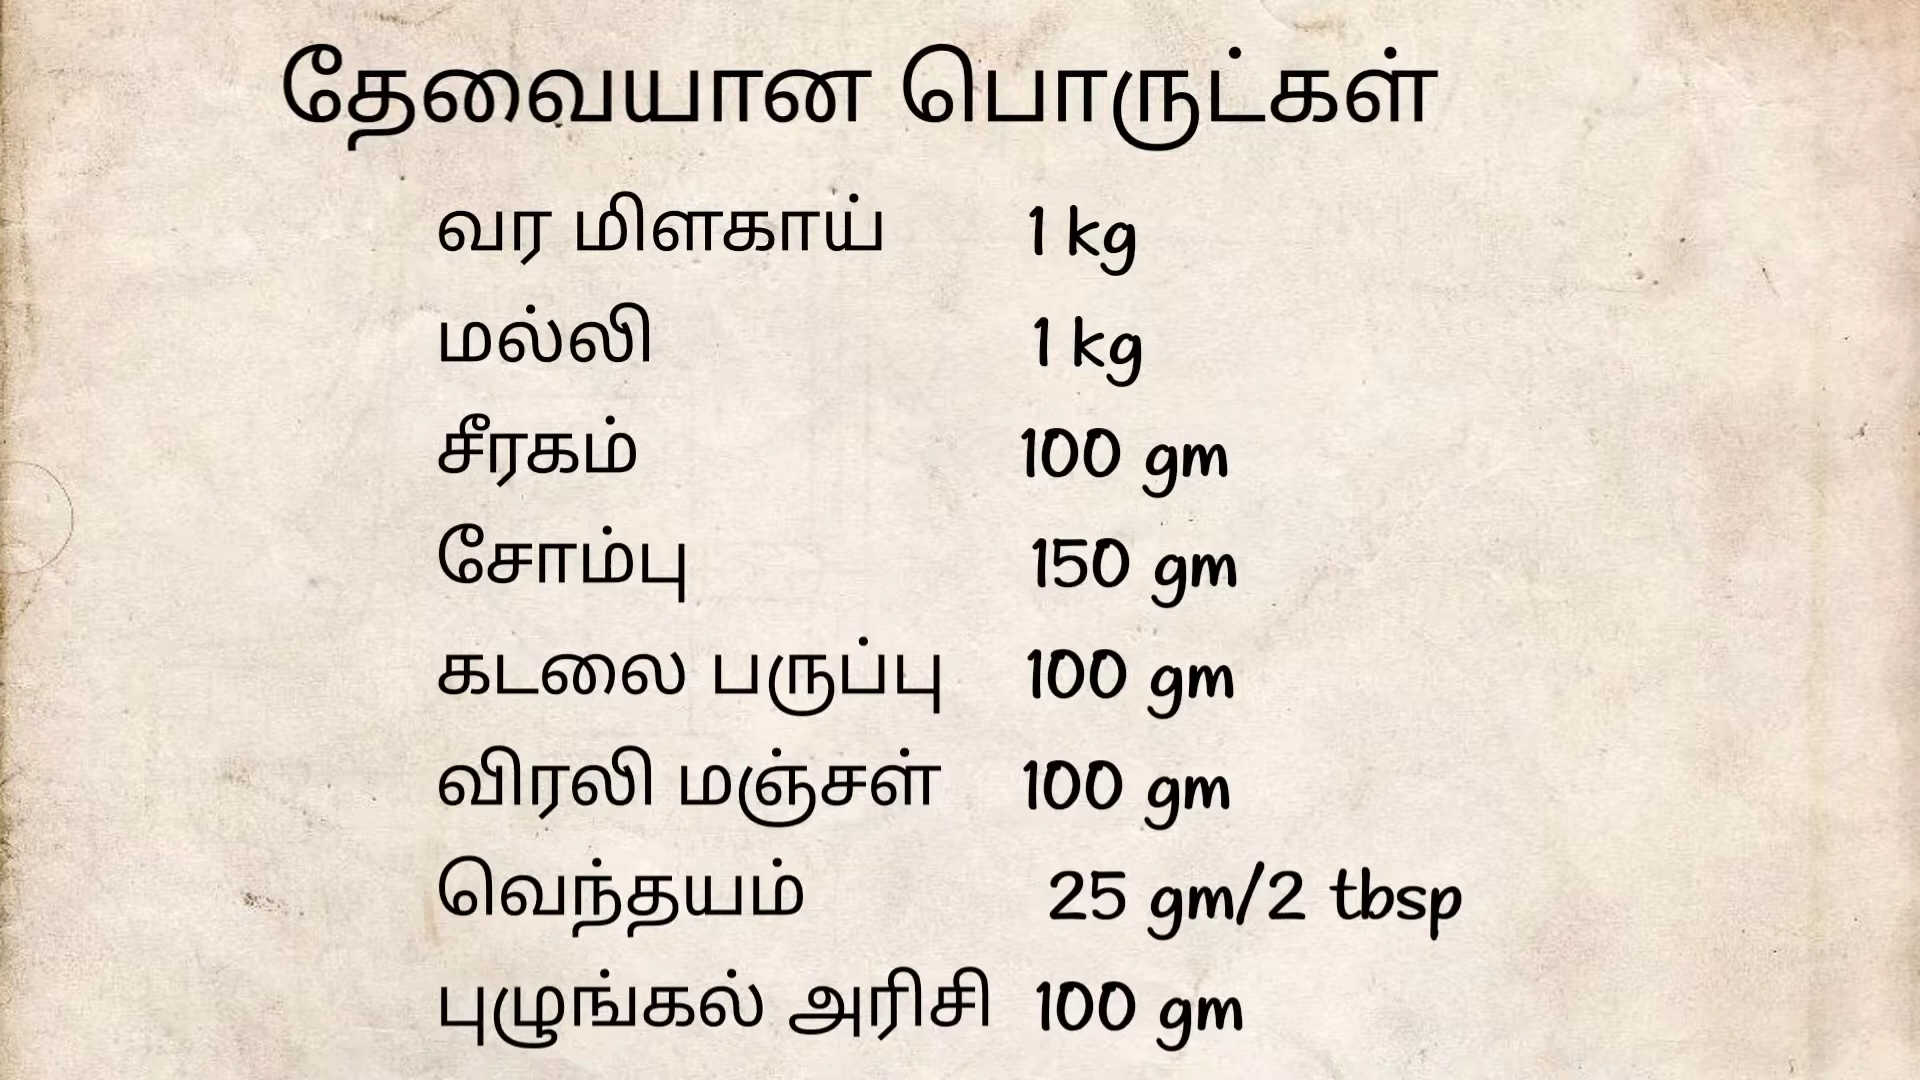 தேவையான பொருட்கள்
வர மிளகாய் 1 kg
மல்லி 1 kg
சீரகம் 100 gm
சோம்பு 150 gm
கடலை பருப்பு 100 gm
விரலி மஞ்சள் 100 gm
வெந்தயம் 25 gm/2 tbsp
புழுங்கல் அரிசி 100 gm